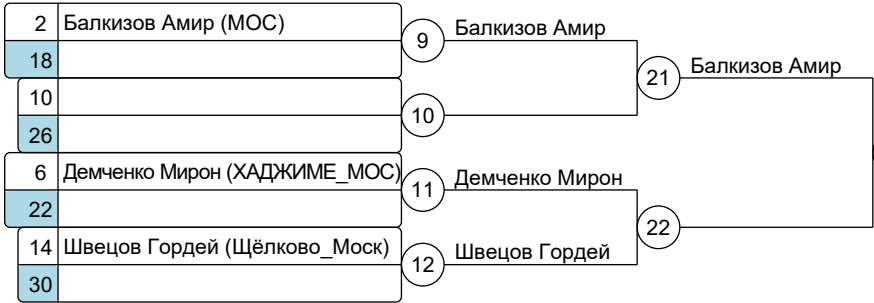 2 Балкизов Амир (МОС)
18
9 Балкизов Амир
21 Балкизов Амир
10
26
10
6 Демченко Мирон (ХАДЖИМЕ_МОС)
22
11 Демченко Мирон
22
14 Швецов Гордей (Щёлково_Моск)
30
12 Швецов Гордей